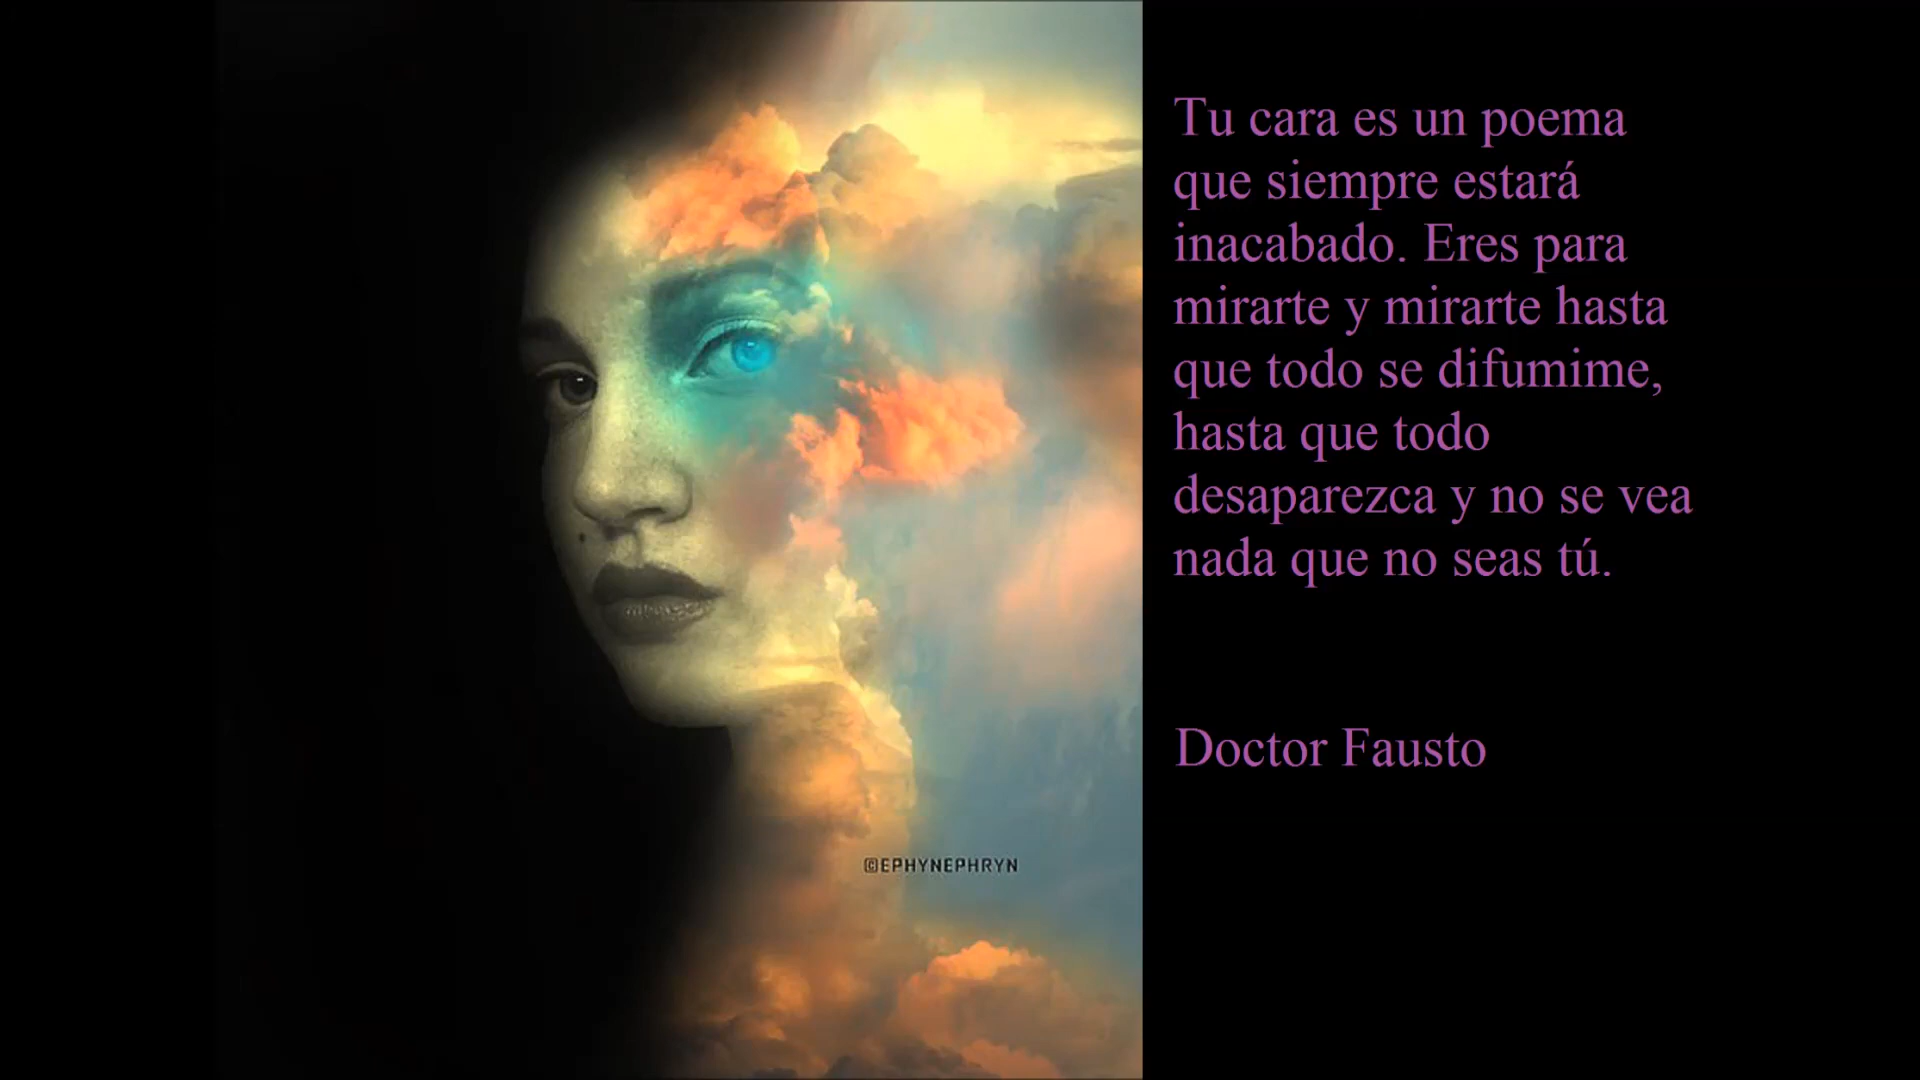 Tu cara es un poema
que siempre estará
inacabado. Eres para
mirarte y mirarte hasta
que todo se difumime,
hasta que todo
desaparezca y no se vea
nada que no seas tú.
Doctor Fausto
©EPHYNEPHRYN